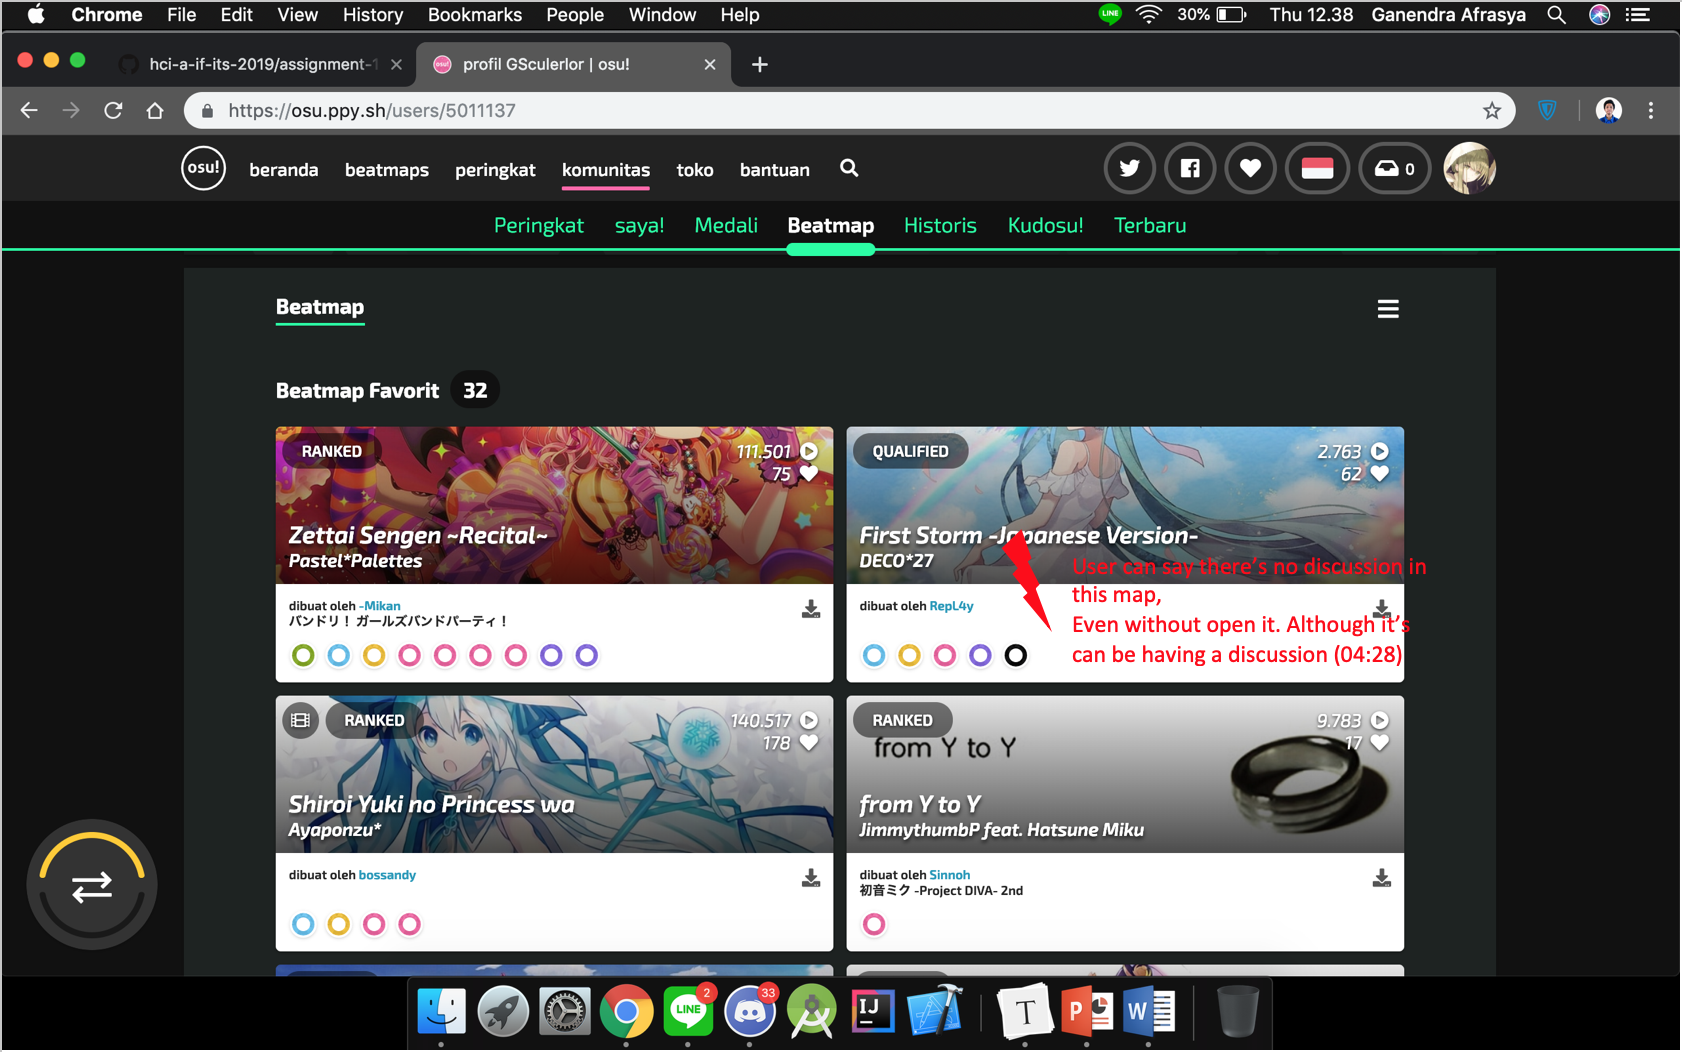 Chrome File Edit View History Bookmarks People Window Help LINE 30% Thu 12.38 Ganendra Afrasya
hci-a-if-its-2019/assignment-1 profil GSculerlor | osu!
https://osu.ppy.sh/users/5011137
osu! beranda beatmaps peringkat komunitas toko bantuan 0
Peringkat saya! Medali Beatmap Historis Kudosu! Terbaru
Beatmap
Beatmap Favorit 32
RANKED 111.501
75
Zettai Sengen ~Recital~
Pastel*Palettes
dibuat oleh -Mikan
バンドリ！ ガールズバンドパーティ！
QUALIFIED 2.763
62
First Storm -Japanese Version-
DECO*27
dibuat oleh RepL4y
User can say there's no discussion in
this map,
Even without open it. Although it's
can be having a discussion (04:28)
RANKED 140.517
178
Shiroi Yuki no Princess wa
Ayaponzu*
dibuat oleh bossandy
RANKED 9.783
17
from Y to Y
from Y to Y
JimmythumbP feat. Hatsune Miku
dibuat oleh Sinnoh
初音ミク -Project DIVA- 2nd
LINE 2 33 IJ T P W